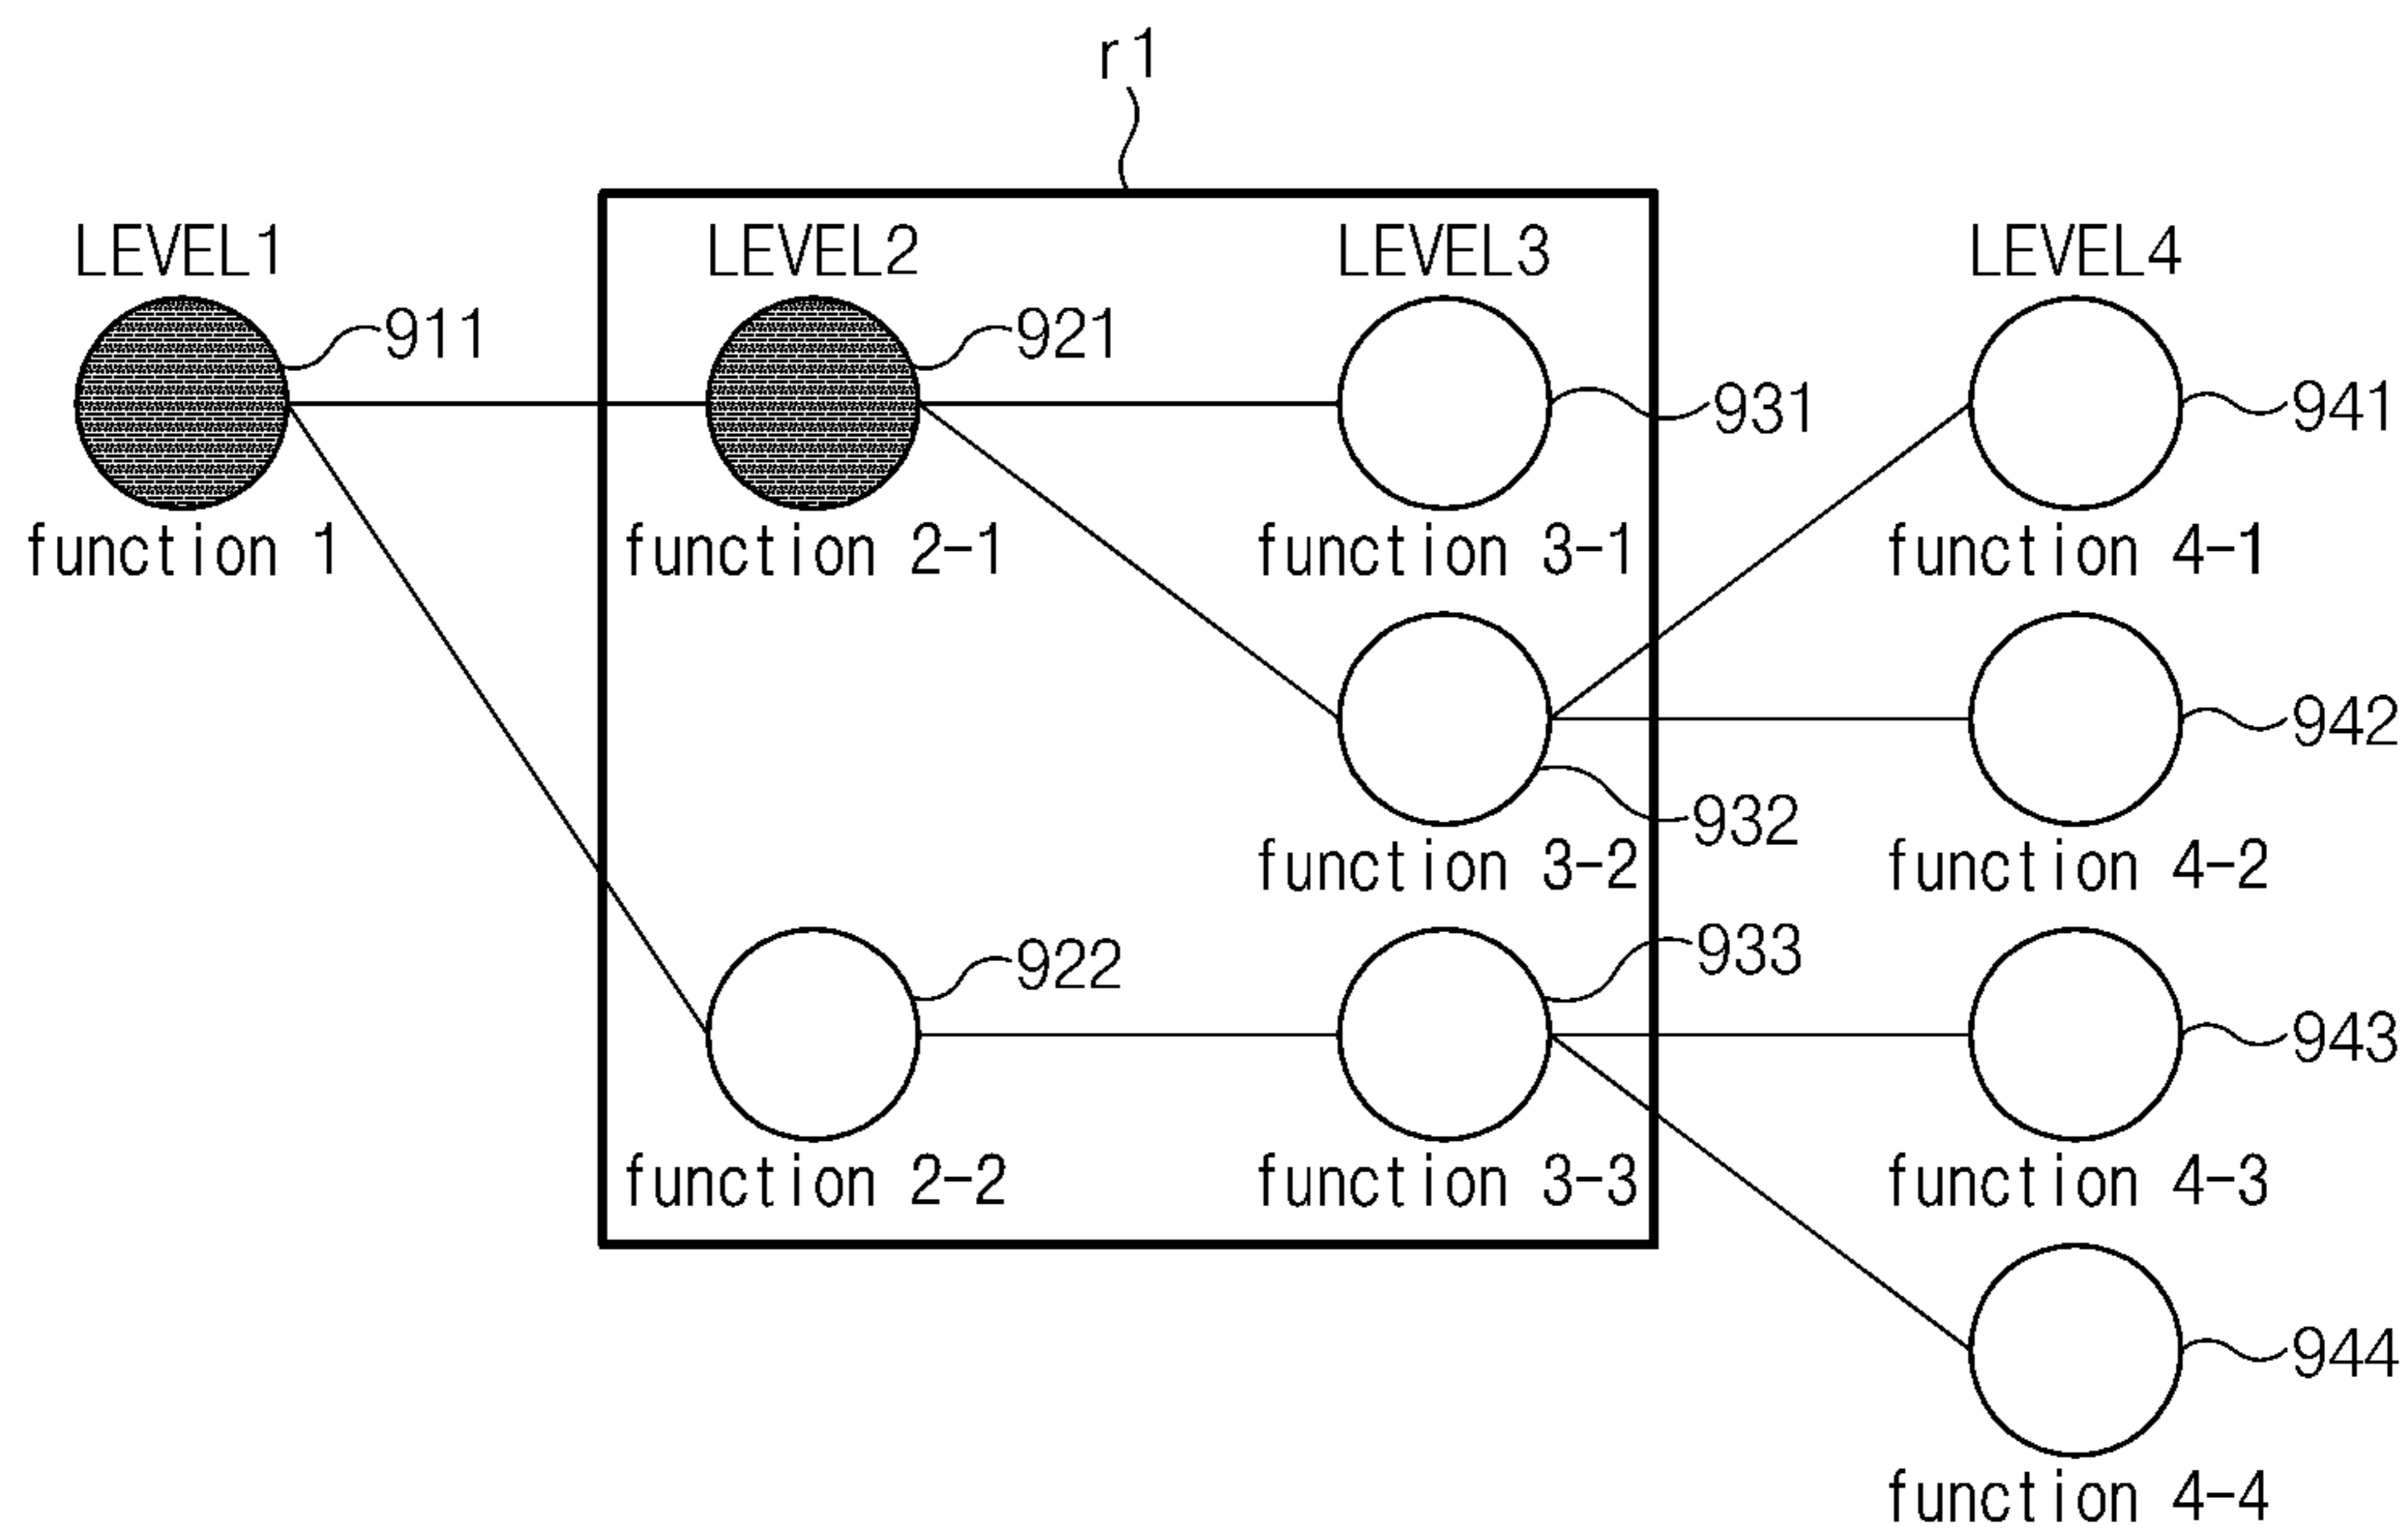 r1
LEVEL1 LEVEL2 LEVEL3 LEVEL4
911 921 931 941
function 1 function 2-1 function 3-1 function 4-1
932 942
function 3-2 function 4-2
922 933 943
function 2-2 function 3-3 function 4-3
944
function 4-4